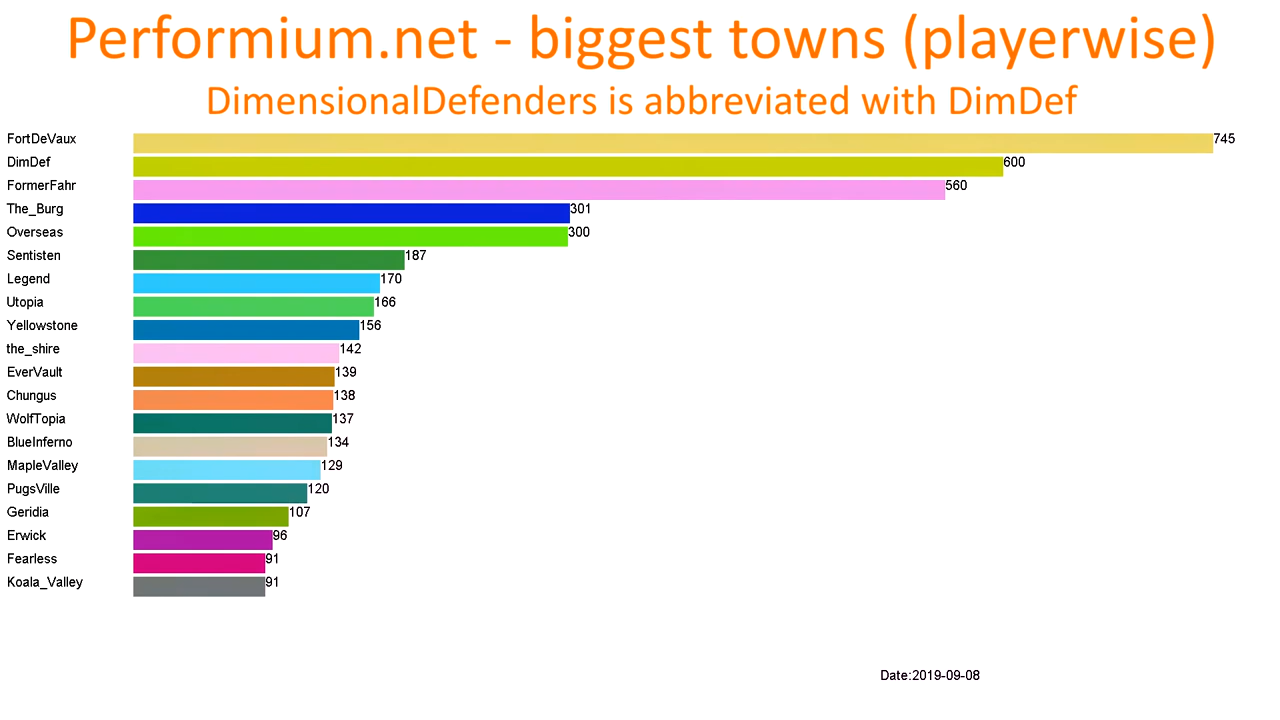 Performium.net - biggest towns (playerwise)
DimensionalDefenders is abbreviated with DimDef
FortDeVaux 745
DimDef 600
FormerFahr 560
The_Burg 301
Overseas 300
Sentisten 187
Legend 170
Utopia 166
Yellowstone 156
the_shire 142
EverVault 139
Chungus 138
WolfTopia 137
BlueInferno 134
MapleValley 129
PugsVille 120
Geridia 107
Erwick 96
Fearless 91
Koala_Valley 91
Date:2019-09-08